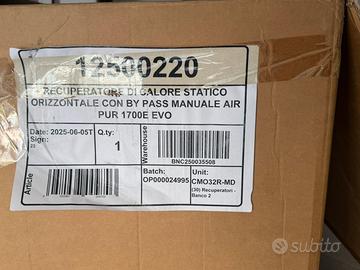 12500220
RECUPERATORE DI CALORE STATICO
ORIZZONTALE CON BY PASS MANUALE AIR
PUR 1700E EVO
Date: 2025-06-05T
Sign:
Q.ty:
1
Warehouse
BNC250035508
Article
Batch:
OP000024995
Unit:
CMO32R-MD
(30) Recuperatori -
Banco 2
subito